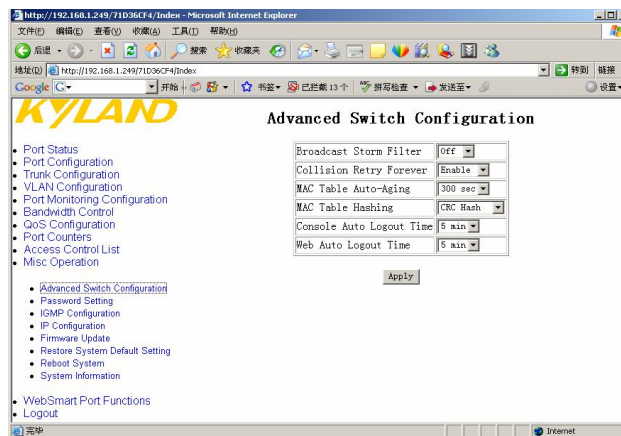 http://192.168.1.249/71D36CF4/Index - Microsoft Internet Explorer
文件(F) 编辑(E) 查看(V) 收藏(A) 工具(T) 帮助(H)
后退 搜索 收藏夹
地址(D) http://192.168.1.249/71D36CF4/Index 转到 链接
Google G 开始 书签 已拦截 13 个 拼写检查 发送至 设置
KYLAND
Advanced Switch Configuration
Port Status
Port Configuration
Trunk Configuration
VLAN Configuration
Port Monitoring Configuration
Bandwidth Control
QoS Configuration
Port Counters
Access Control List
Misc Operation
Advanced Switch Configuration
Password Setting
IGMP Configuration
IP Configuration
Firmware Update
Restore System Default Setting
Reboot System
System Information
WebSmart Port Functions
Logout
Broadcast Storm Filter Off
Collision Retry Forever Enable
MAC Table Auto-Aging 300 sec
MAC Table Hashing CRC Hash
Console Auto Logout Time 5 min
Web Auto Logout Time 5 min
Apply
完毕 Internet